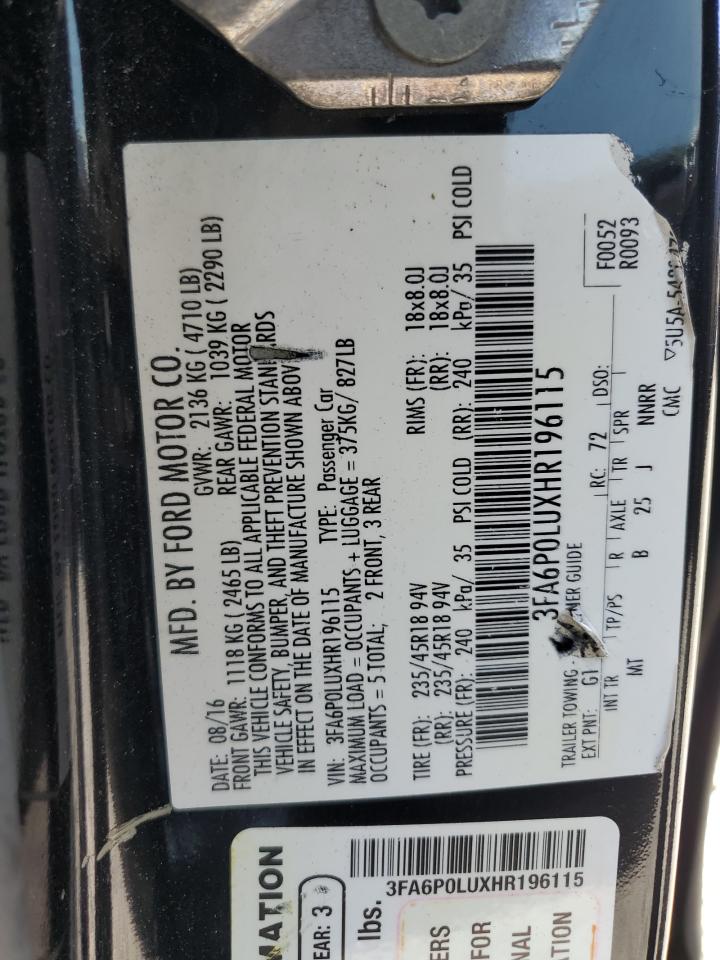 MFD. BY FORD MOTOR CO.
DATE: 08/16 GVWR: 2136 KG ( 4710 LB)
FRONT GAWR: 1118 KG ( 2465 LB) REAR GAWR: 1039 KG ( 2290 LB)
THIS VEHICLE CONFORMS TO ALL APPLICABLE FEDERAL MOTOR
VEHICLE SAFETY, BUMPER, AND THEFT PREVENTION STANDARDS
IN EFFECT ON THE DATE OF MANUFACTURE SHOWN ABOVE
VIN: 3FA6P0LUXHR196115 TYPE: Passenger Car
MAXIMUM LOAD = OCCUPANTS + LUGGAGE = 375KG/ 827LB
OCCUPANTS = 5 TOTAL, 2 FRONT, 3 REAR
TIRE (FR): 235/45R18 94V RIMS (FR): 18x8.0J
(RR): 235/45R18 94V (RR): 18x8.0J
PRESSURE (FR): 240 kPa/ 35 PSI COLD (RR): 240 kPa/ 35 PSI COLD
3FA6P0LUXHR196115
TRAILER TOWING - GUIDE F0052
EXT PNT: G1 RC: 72 DSO: R0093
INT TR TP/PS R AXLE TR SPR
MT B 25 J NNRR
CMC ▽5U5A-
MATION
EAR: 3
lbs.
3FA6P0LUXHR196115
ERS
FOR
NAL
TION